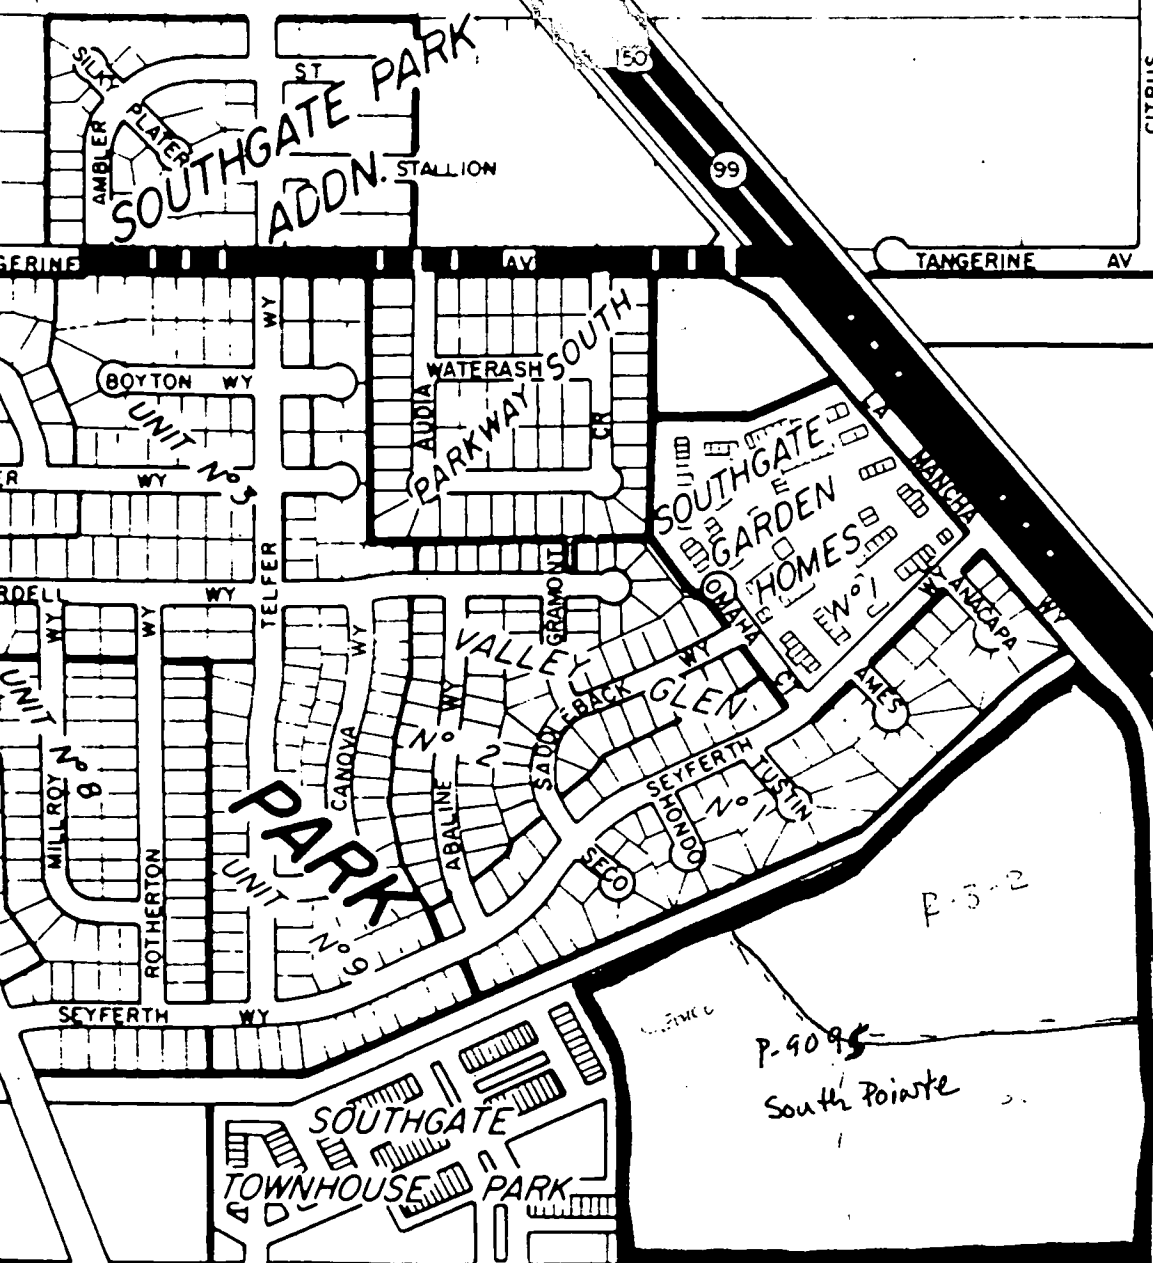 50
SILKY
ST
SOUTHGATE PARK
ADDN.
PLATER
AMBLER
STALLION
99
CITRUS
GERINE
AV
TANGERINE AV
WY
BOYTON WY
WATERASH
AUDIA
PARKWAY SOUTH
CR
UNIT No 3
ER
WY
LA MANCHA WY
SOUTHGATE
GARDEN
HOMES
No 1
RDELL
WY
TELFER
GRAMONT
OMAHA CT
WY
ANACAPA
WY
WY
WY
VALLEY
GLEN
No 2
SADDLEBACK WY
AMES
UNIT No 8
ABALINE WY
CANOVA
SEYFERTH
TUSTIN
HONDO
No 1
SECO
MILLROY
ROTHERTON
PARK
UNIT No 9
SEYFERTH WY
P-9095
South Pointe
SOUTHGATE
TOWNHOUSE PARK